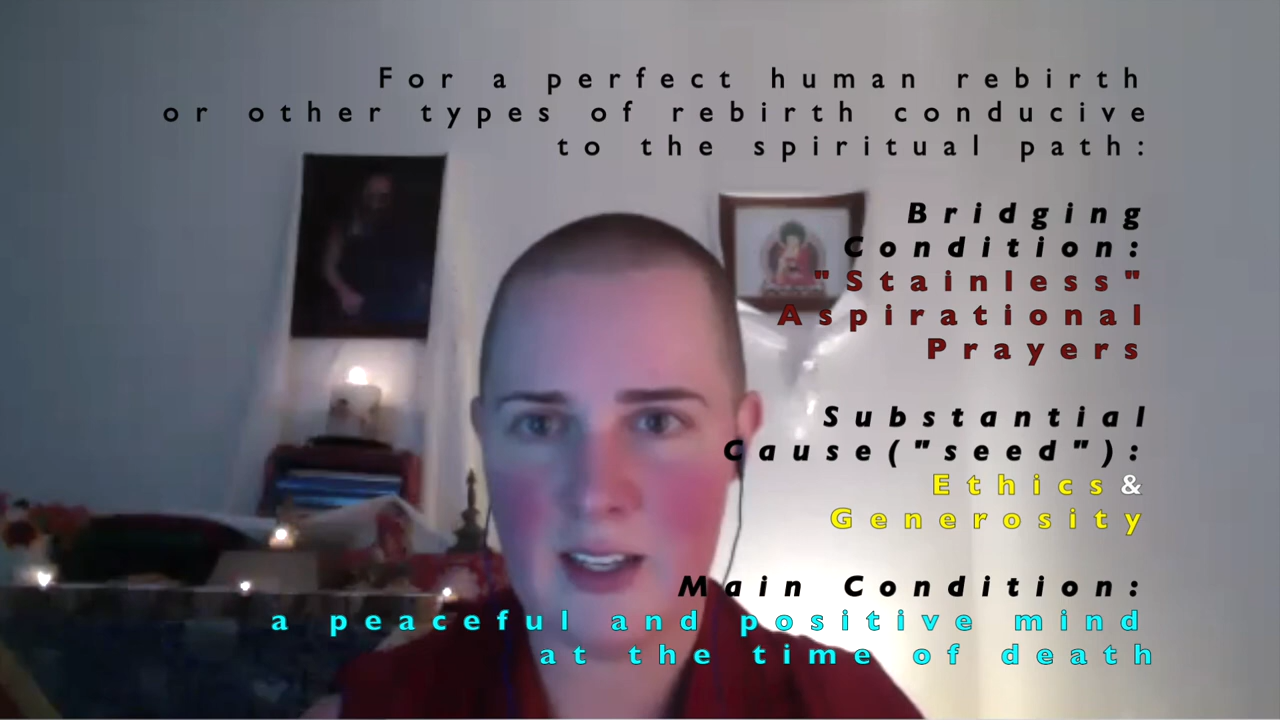 For a perfect human rebirth
or other types of rebirth conducive
to the spiritual path:
Bridging
Condition:
"Stainless"
Aspirational
Prayers
Substantial
Cause("seed"):
Ethics&
Generosity
Main Condition:
a peaceful and positive mind
at the time of death